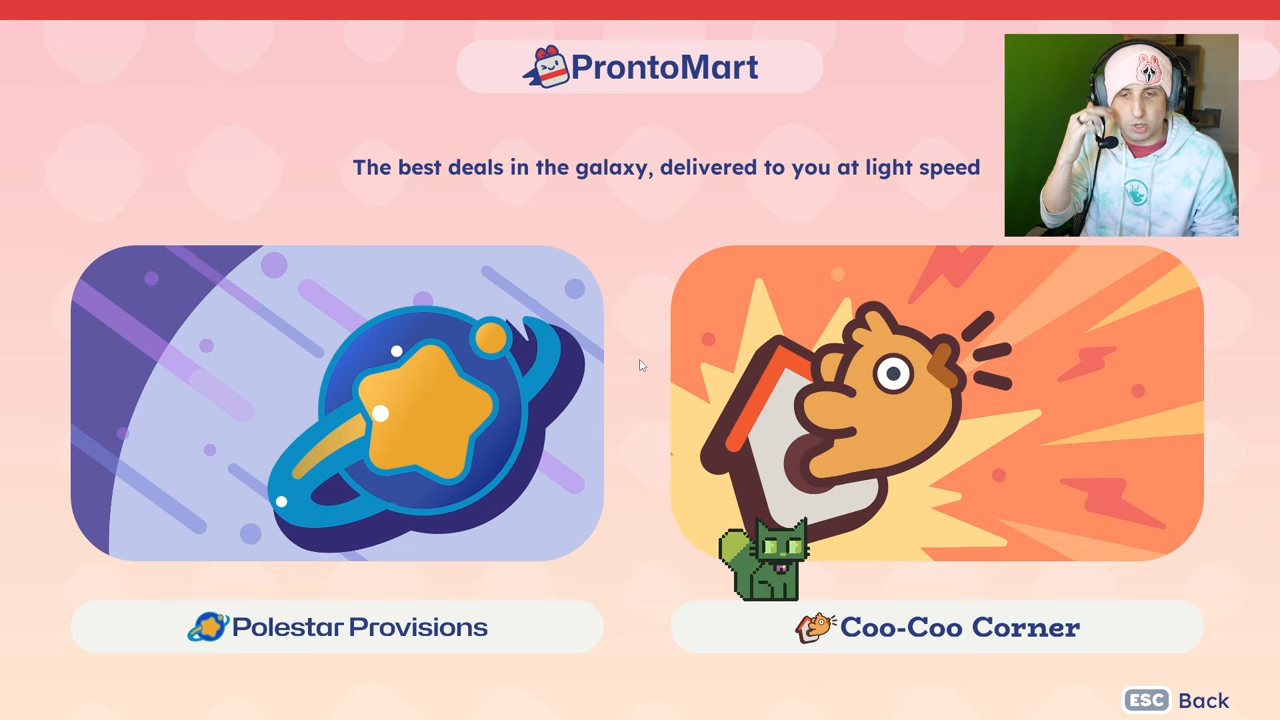 ProntoMart
The best deals in the galaxy, delivered to you at light speed
Polestar Provisions
Coo-Coo Corner
ESC Back